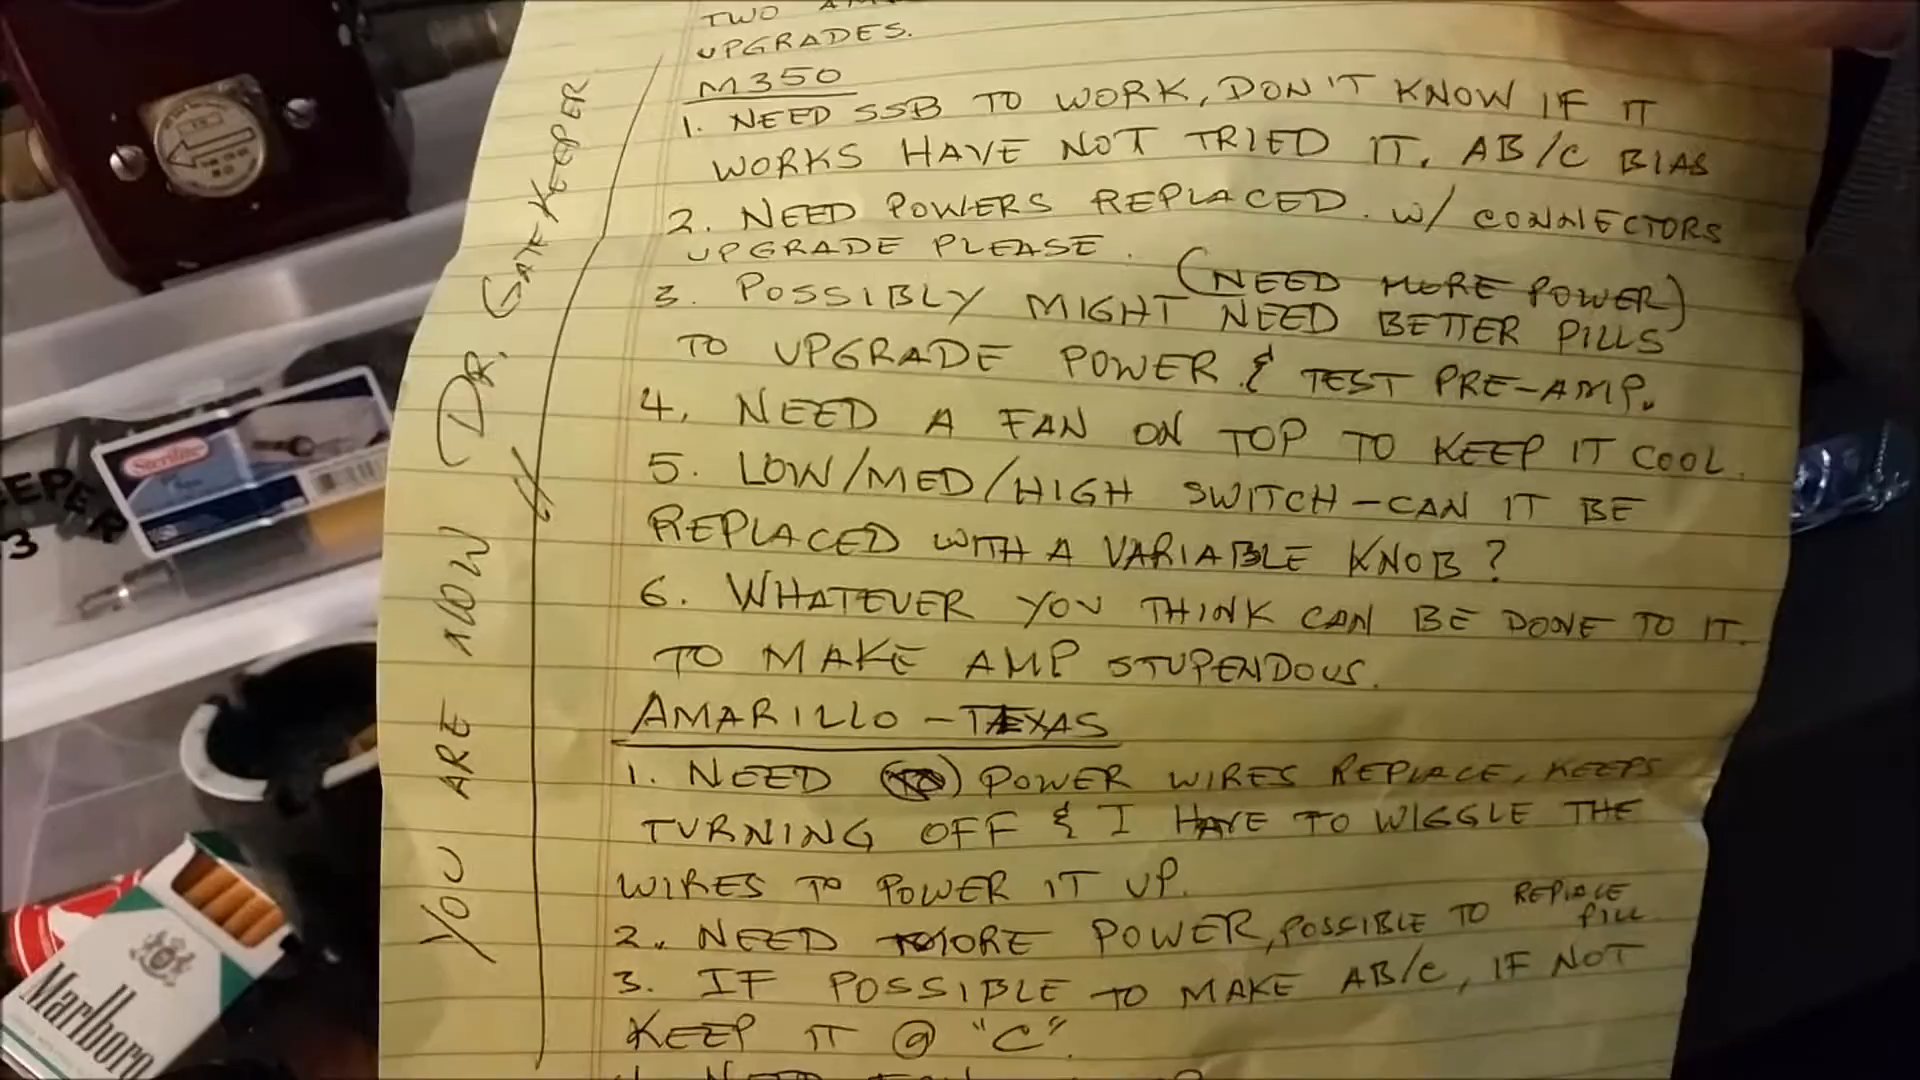 TWO
UPGRADES.
M350
1. NEED SSB TO WORK, DON'T KNOW IF IT
WORKS HAVE NOT TRIED IT. AB/C BIAS
2. NEED POWERS REPLACED. W/ CONNECTORS
UPGRADE PLEASE.
(NEED MORE POWER)
3. POSSIBLY MIGHT NEED BETTER PILLS
TO UPGRADE POWER & TEST PRE-AMP.
4. NEED A FAN ON TOP TO KEEP IT COOL.
5. LOW/MED/HIGH SWITCH - CAN IT BE
REPLACED WITH A VARIABLE KNOB?
6. WHATEVER YOU THINK CAN BE DONE TO IT.
TO MAKE AMP STUPENDOUS.
AMARILLO - TEXAS
1. NEED POWER WIRES REPLACE, KEEPS
TURNING OFF & I HAVE TO WIGGLE THE
WIRES TO POWER IT UP.
2. NEED MORE POWER, POSSIBLE TO REPLACE
PILL
3. IF POSSIBLE TO MAKE AB/C, IF NOT
KEEP IT @ "C".
YOU ARE NOW DR. GATEKEEPER
Sterilite
EEPER
3
Marlboro